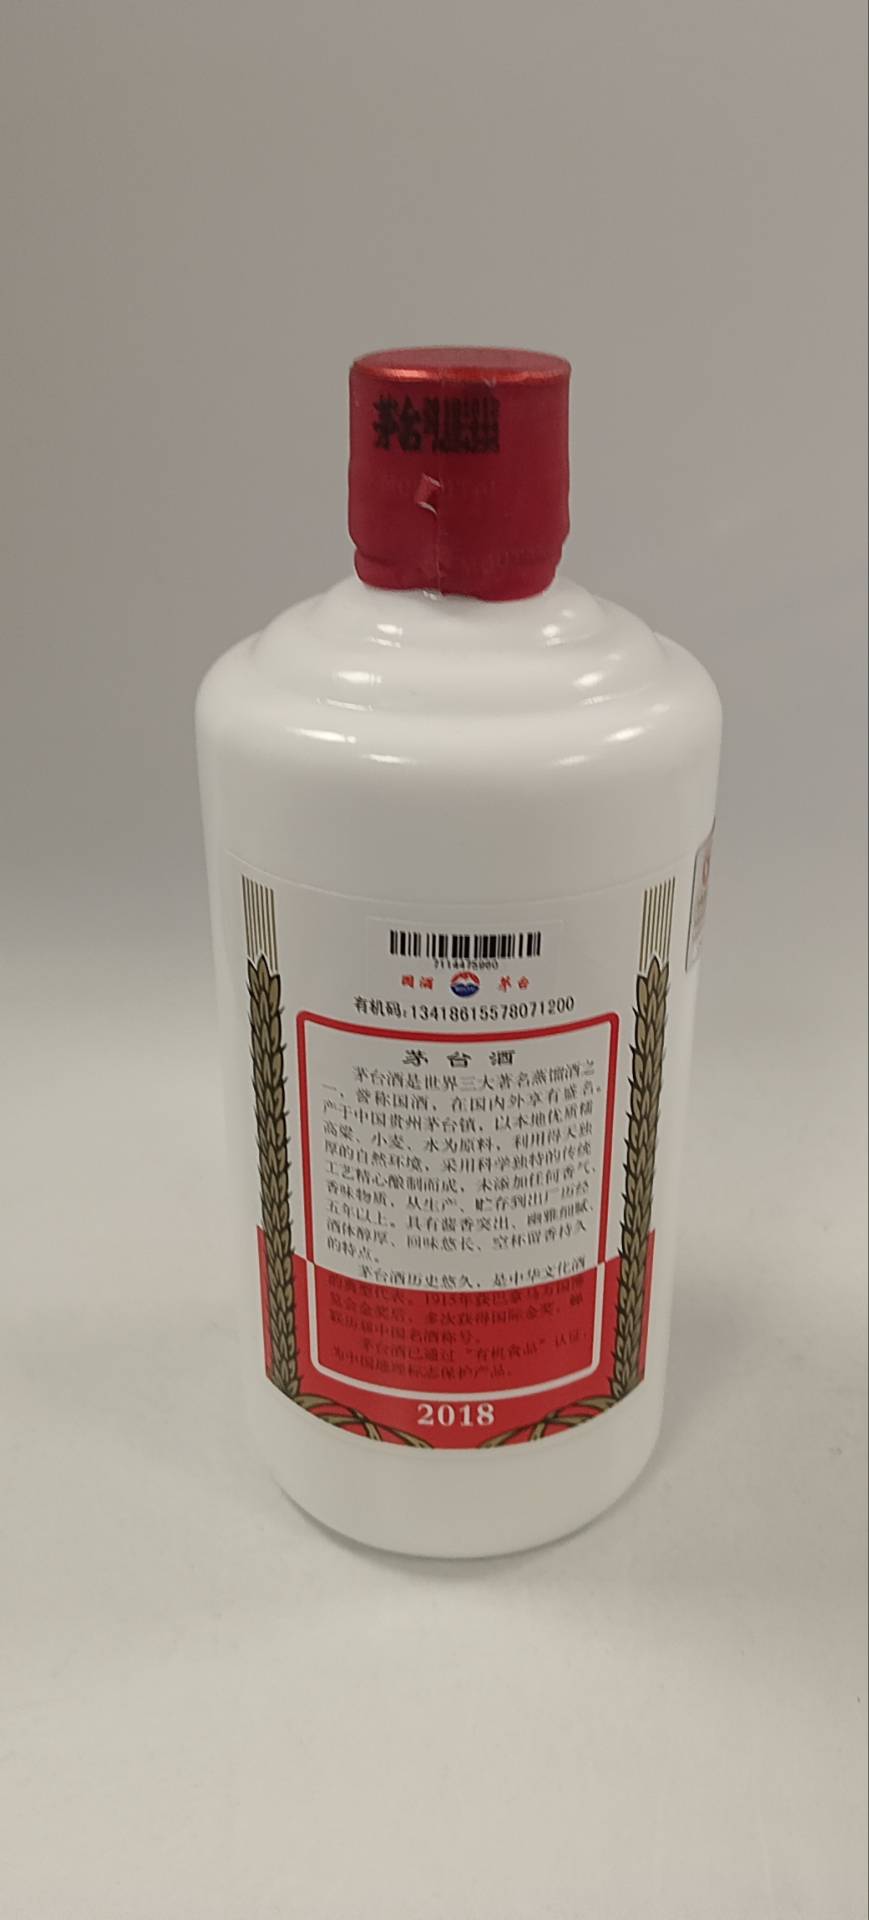 茅台
MOUTAI
7114475960
国酒 茅台
有机码:13418615578071200
茅台酒
茅台酒是世界三大著名蒸馏酒之
一，誉称国酒，在国内外享有盛名。
产于中国贵州茅台镇，以本地优质糯
高粱、小麦、水为原料，利用得天独
厚的自然环境，采用科学独特的传统
工艺精心酿制而成，未添加任何香气、
香味物质，从生产、贮存到出厂历经
五年以上。具有酱香突出、幽雅细腻、
酒体醇厚、回味悠长、空杯留香持久
的特点。
茅台酒历史悠久，是中华文化酒
的典型代表。1915年获巴拿马万国博
览会金奖后，多次获得国际金奖，蝉
联历届中国名酒称号。
茅台酒已通过“有机食品”认证，
为中国地理标志保护产品。
2018